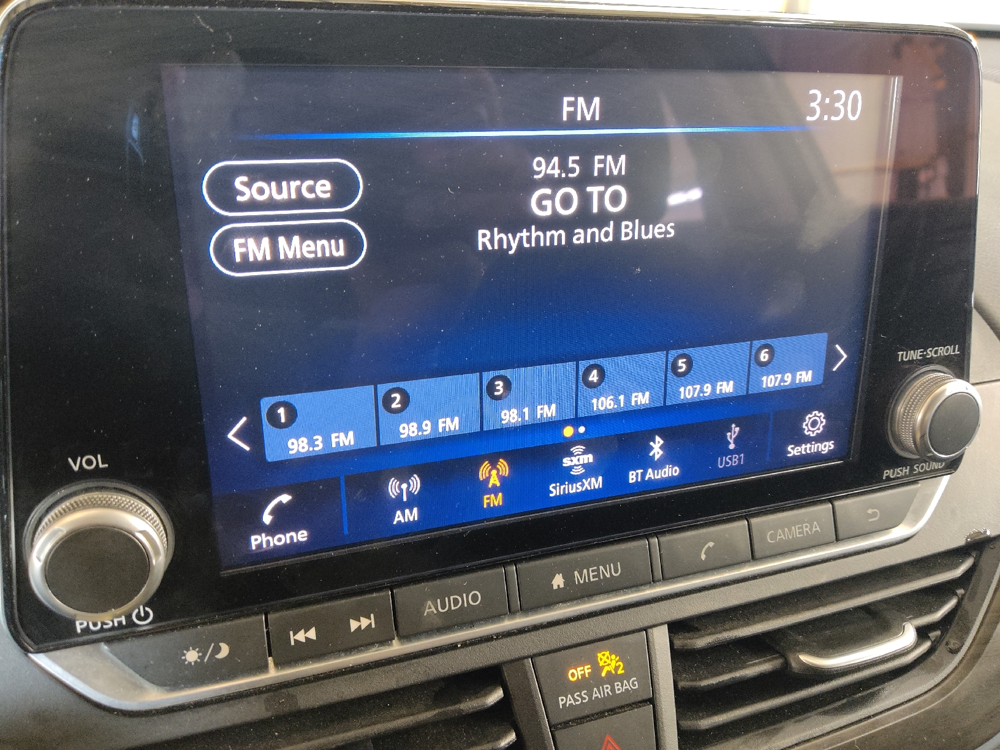 FM
3:30
Source
94.5 FM
GO TO
FM Menu
Rhythm and Blues
1
98.3 FM
2
98.9 FM
3
98.1 FM
4
106.1 FM
5
107.9 FM
6
107.9 FM
Phone
AM
FM
sxm
SiriusXM
BT Audio
USB1
Settings
VOL
PUSH
TUNE·SCROLL
PUSH SOUND
AUDIO
MENU
CAMERA
OFF 2
PASS AIR BAG